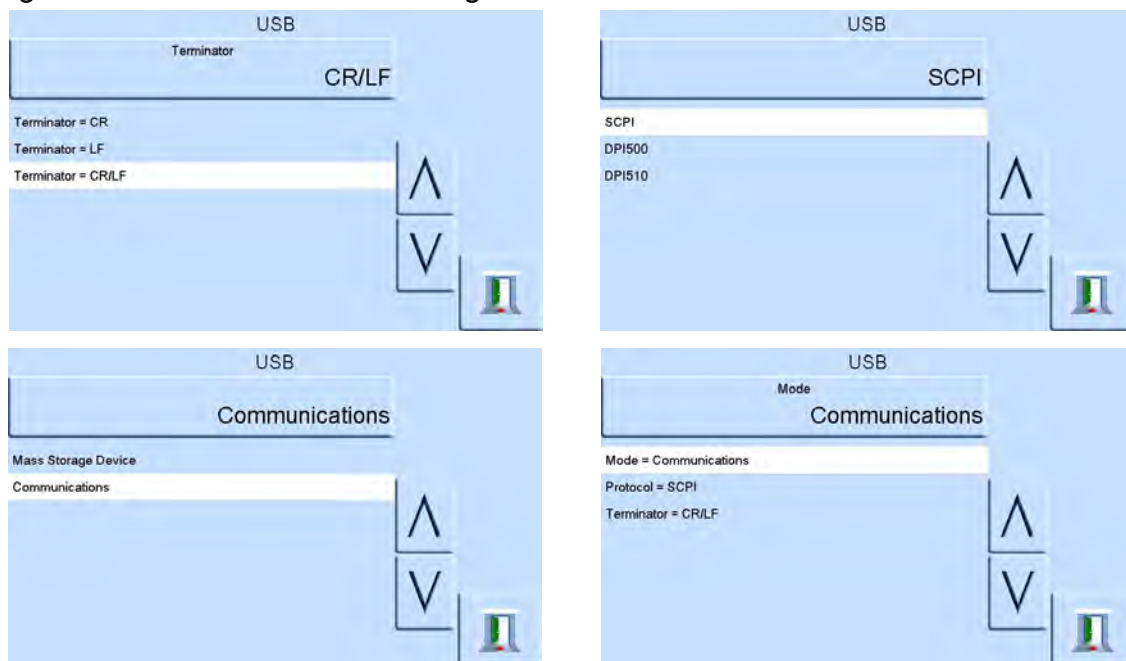 USB
Terminator
CR/LF
Terminator = CR
Terminator = LF
Terminator = CR/LF
USB
SCPI
SCPI
DPI500
DPI510
USB
Communications
Mass Storage Device
Communications
USB
Mode
Communications
Mode = Communications
Protocol = SCPI
Terminator = CR/LF